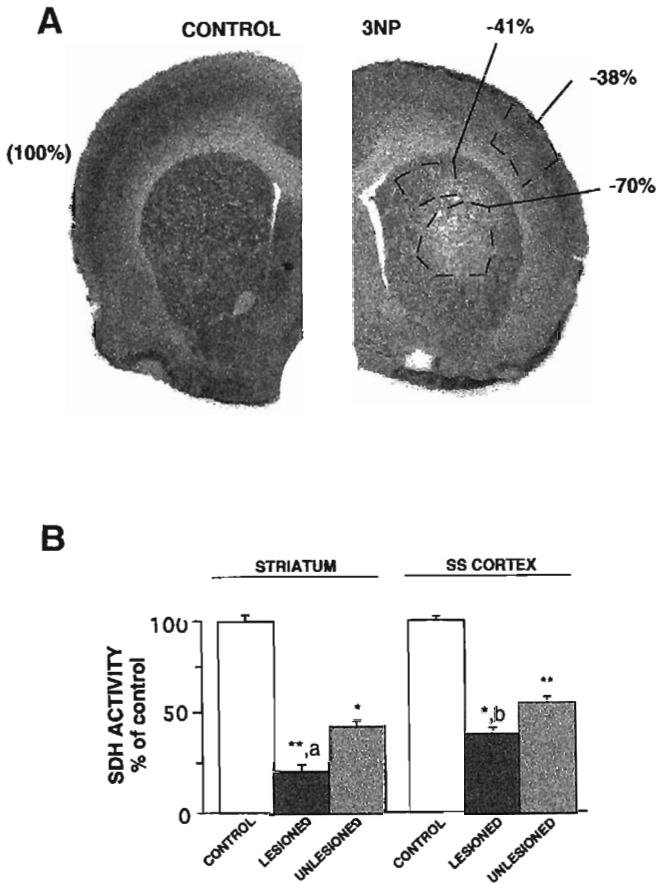 A
CONTROL
3NP
-41%
-38%
(100%)
-70%
B
STRIATUM
SS CORTEX
SDH ACTIVITY
% of control
100
50
0
**,a
*
*,b
**
CONTROL
LESIONED
UNLESIONED
CONTROL
LESIONED
UNLESIONED